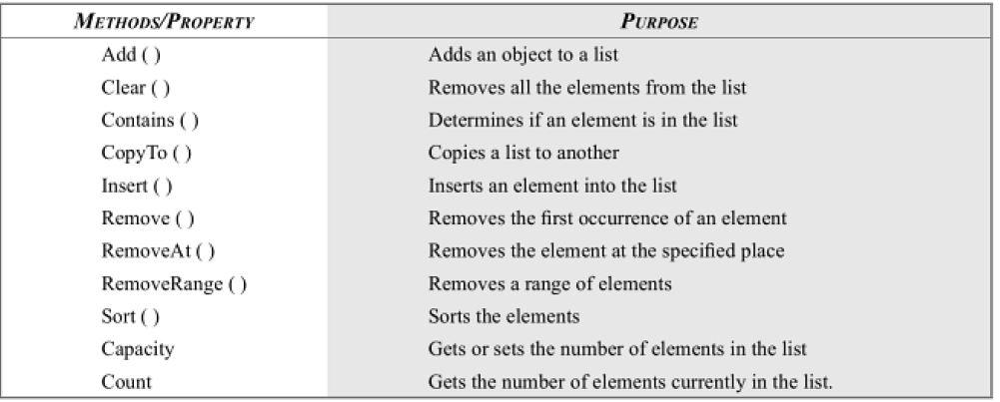 METHODS/PROPERTY PURPOSE
Add ( ) Adds an object to a list
Clear ( ) Removes all the elements from the list
Contains ( ) Determines if an element is in the list
CopyTo ( ) Copies a list to another
Insert ( ) Inserts an element into the list
Remove ( ) Removes the first occurrence of an element
RemoveAt ( ) Removes the element at the specified place
RemoveRange ( ) Removes a range of elements
Sort ( ) Sorts the elements
Capacity Gets or sets the number of elements in the list
Count Gets the number of elements currently in the list.